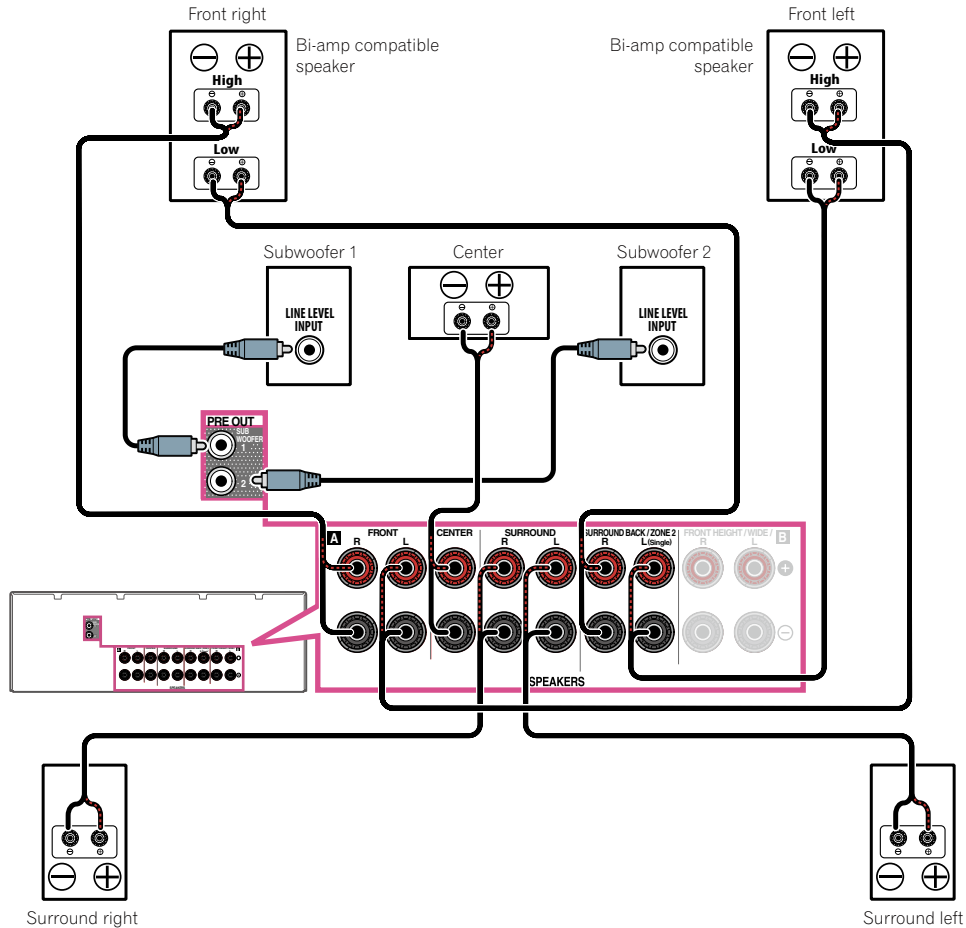 Front right
Front left
Bi-amp compatible
speaker
Bi-amp compatible
speaker
High
High
Low
Low
Subwoofer 1
Center
Subwoofer 2
LINE LEVEL
INPUT
LINE LEVEL
INPUT
PRE OUT
SUB
WOOFER
1
2
A
FRONT
CENTER
SURROUND
SURROUND BACK / ZONE 2
FRONT HEIGHT / WIDE /
B
R
L
R
L
R
L (Single)
R
L
SPEAKERS
Surround right
Surround left